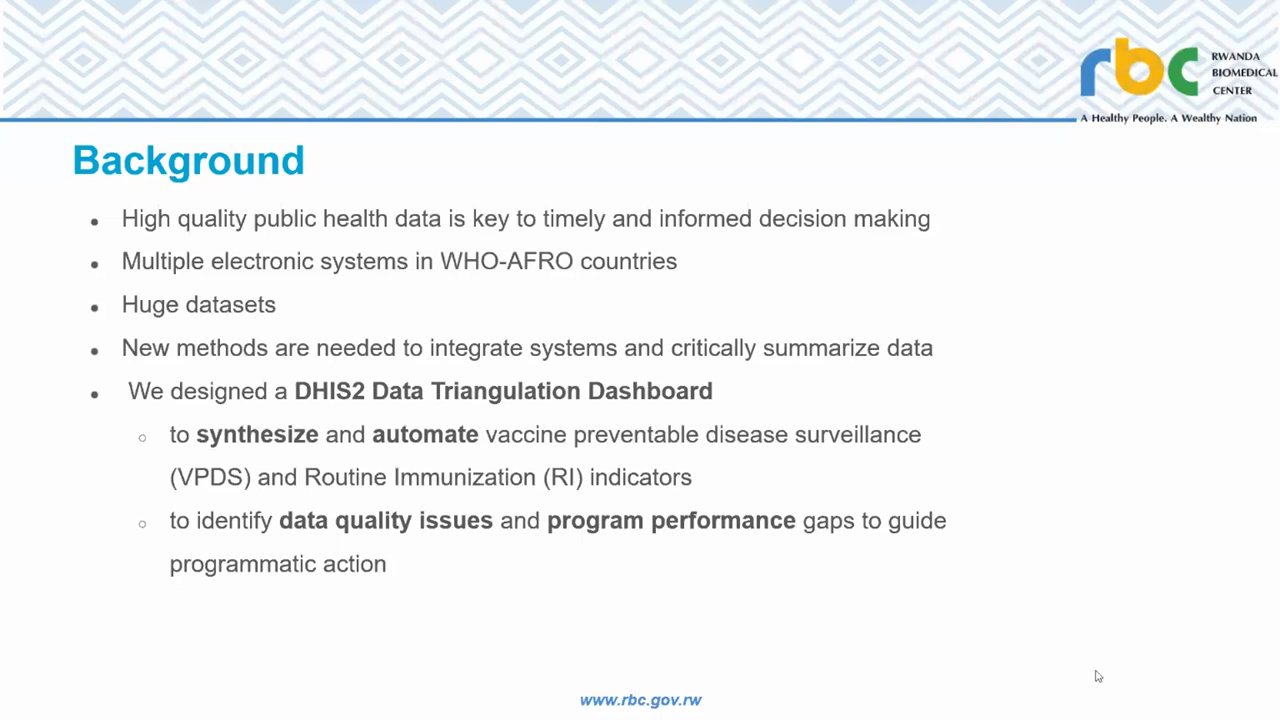 rbc
RWANDA
BIOMEDICAL
CENTER
A Healthy People. A Wealthy Nation
Background
• High quality public health data is key to timely and informed decision making
• Multiple electronic systems in WHO-AFRO countries
• Huge datasets
• New methods are needed to integrate systems and critically summarize data
• We designed a DHIS2 Data Triangulation Dashboard
○ to synthesize and automate vaccine preventable disease surveillance
(VPDS) and Routine Immunization (RI) indicators
○ to identify data quality issues and program performance gaps to guide
programmatic action
www.rbc.gov.rw